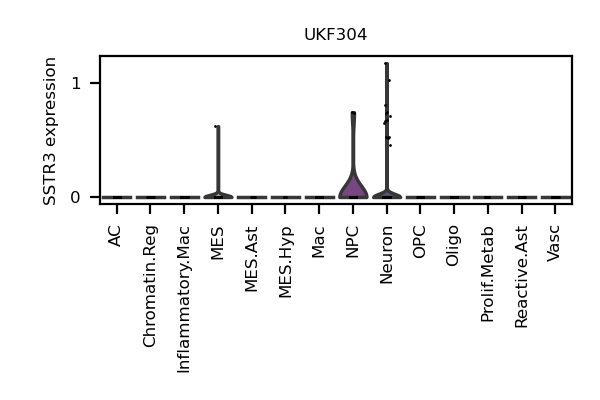 UKF304
SSTR3 expression
1
0
AC
Chromatin.Reg
Inflammatory.Mac
MES
MES.Ast
MES.Hyp
Mac
NPC
Neuron
OPC
Oligo
Prolif.Metab
Reactive.Ast
Vasc